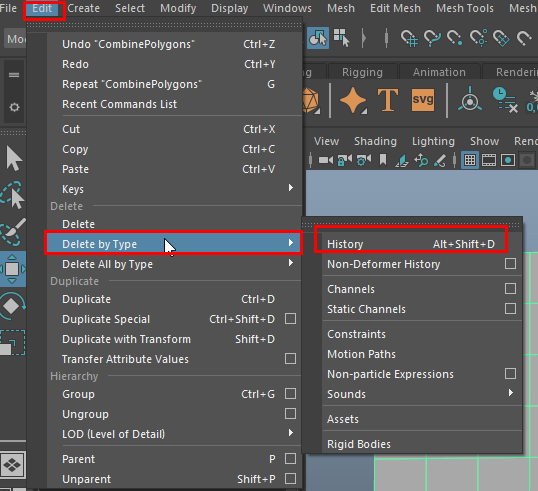 File Edit Create Select Modify Display Windows Mesh Edit Mesh Mesh Tools
Undo "CombinePolygons" Ctrl+Z
Redo Ctrl+Y
Repeat "CombinePolygons" G
Recent Commands List
Rigging Animation
svg
Cut Ctrl+X
Copy Ctrl+C
Paste Ctrl+V
Keys
View Shading Lighting Show
Delete
Delete
Delete by Type
Delete All by Type
Duplicate
Duplicate Ctrl+D
Duplicate Special Ctrl+Shift+D
Duplicate with Transform Shift+D
Transfer Attribute Values
Hierarchy
Group Ctrl+G
Ungroup
LOD (Level of Detail)
Parent P
Unparent Shift+P
History Alt+Shift+D
Non-Deformer History
Channels
Static Channels
Constraints
Motion Paths
Non-particle Expressions
Sounds
Assets
Rigid Bodies